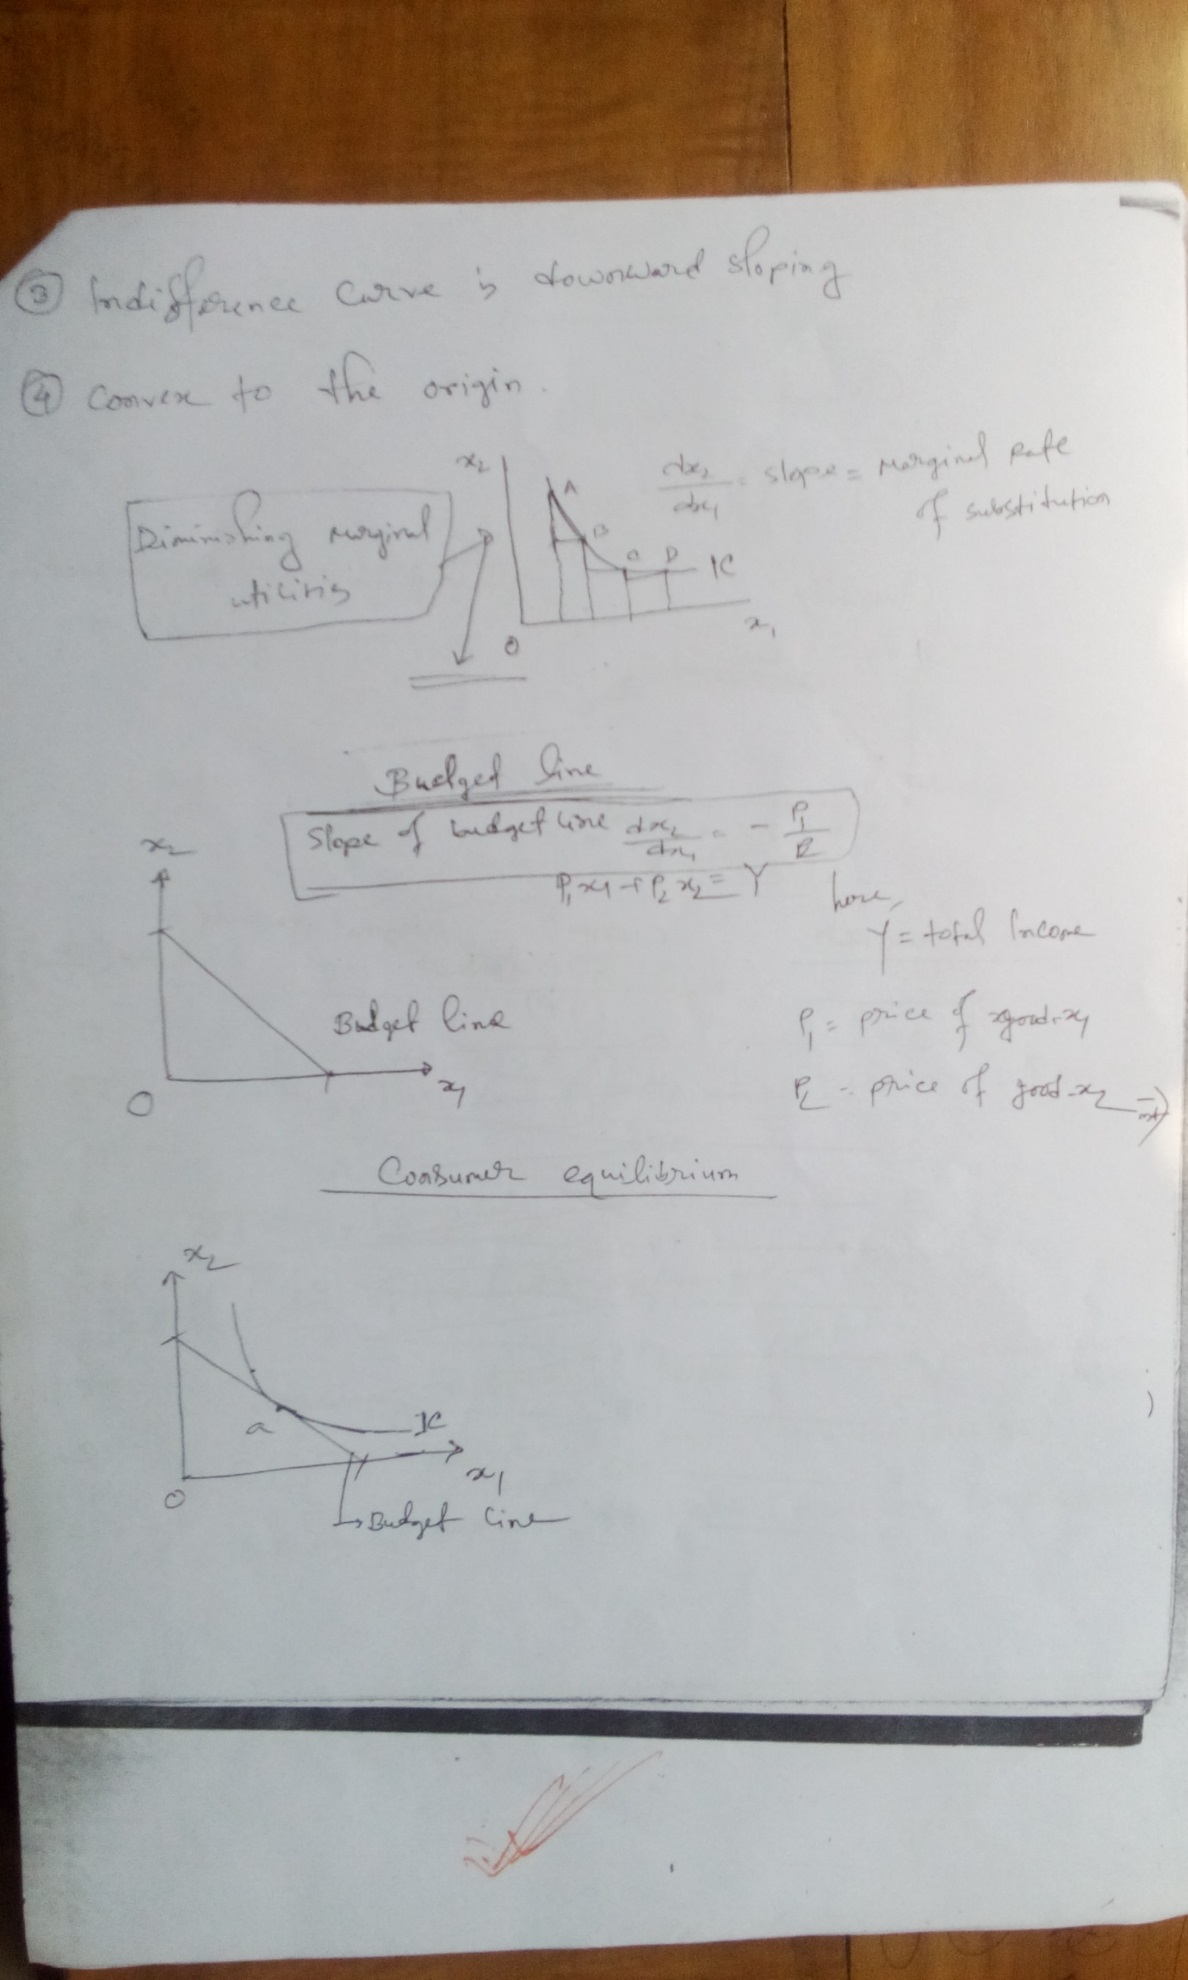 ③ Indifference Curve is downward sloping
④ Convex to the origin.
x₂
dx₂/dx₁ = slope = Marginal Rate
of substitution
Diminishing marginal
utilitis
A
B
C
D
IC
O
x₁
Budged line
Slope of budget line dx₂/dx₁ = - P₁/P₂
P₁x₁ + P₂x₂ = Y
here,
Y = total Income
x₂
Budget line
P₁ = price of good-x₁
P₂ - price of good-x₂
O
x₁
Consumer equilibrium
x₂
a
IC
x₁
O
Budget line